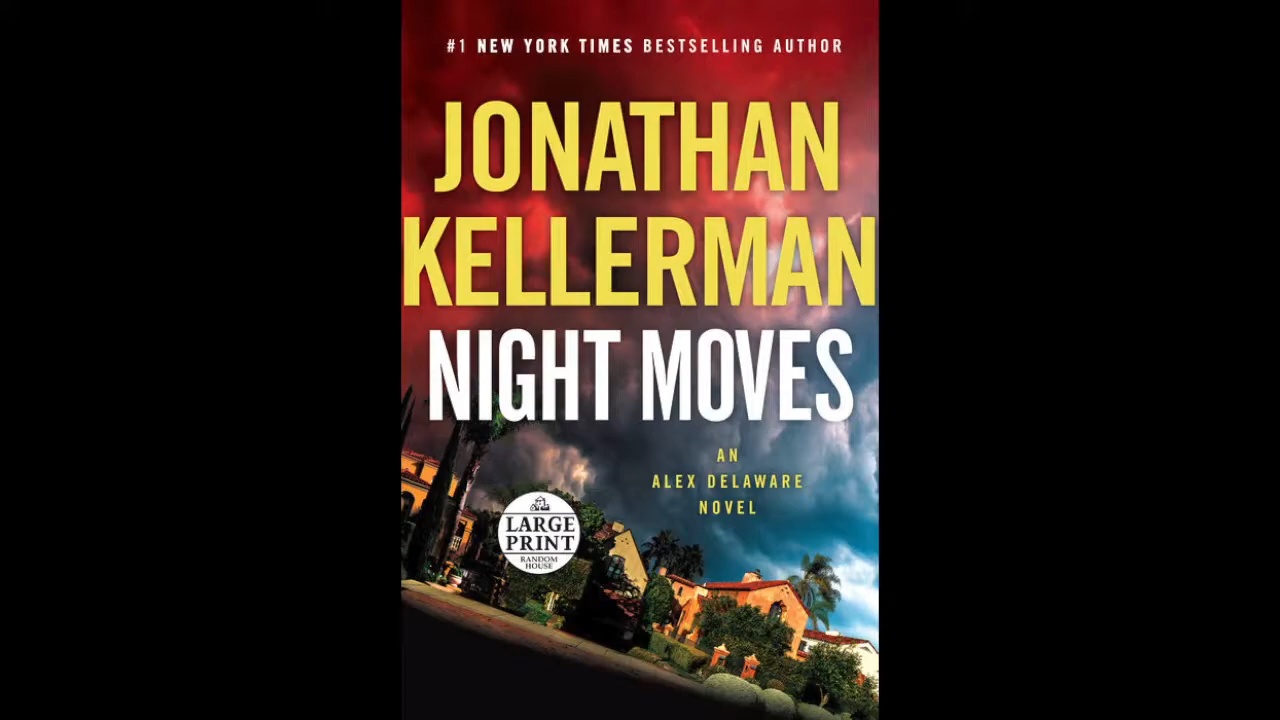 #1 NEW YORK TIMES BESTSELLING AUTHOR
JONATHAN
KELLERMAN
NIGHT MOVES
AN
ALEX DELAWARE
NOVEL
LARGE
PRINT
RANDOM
HOUSE